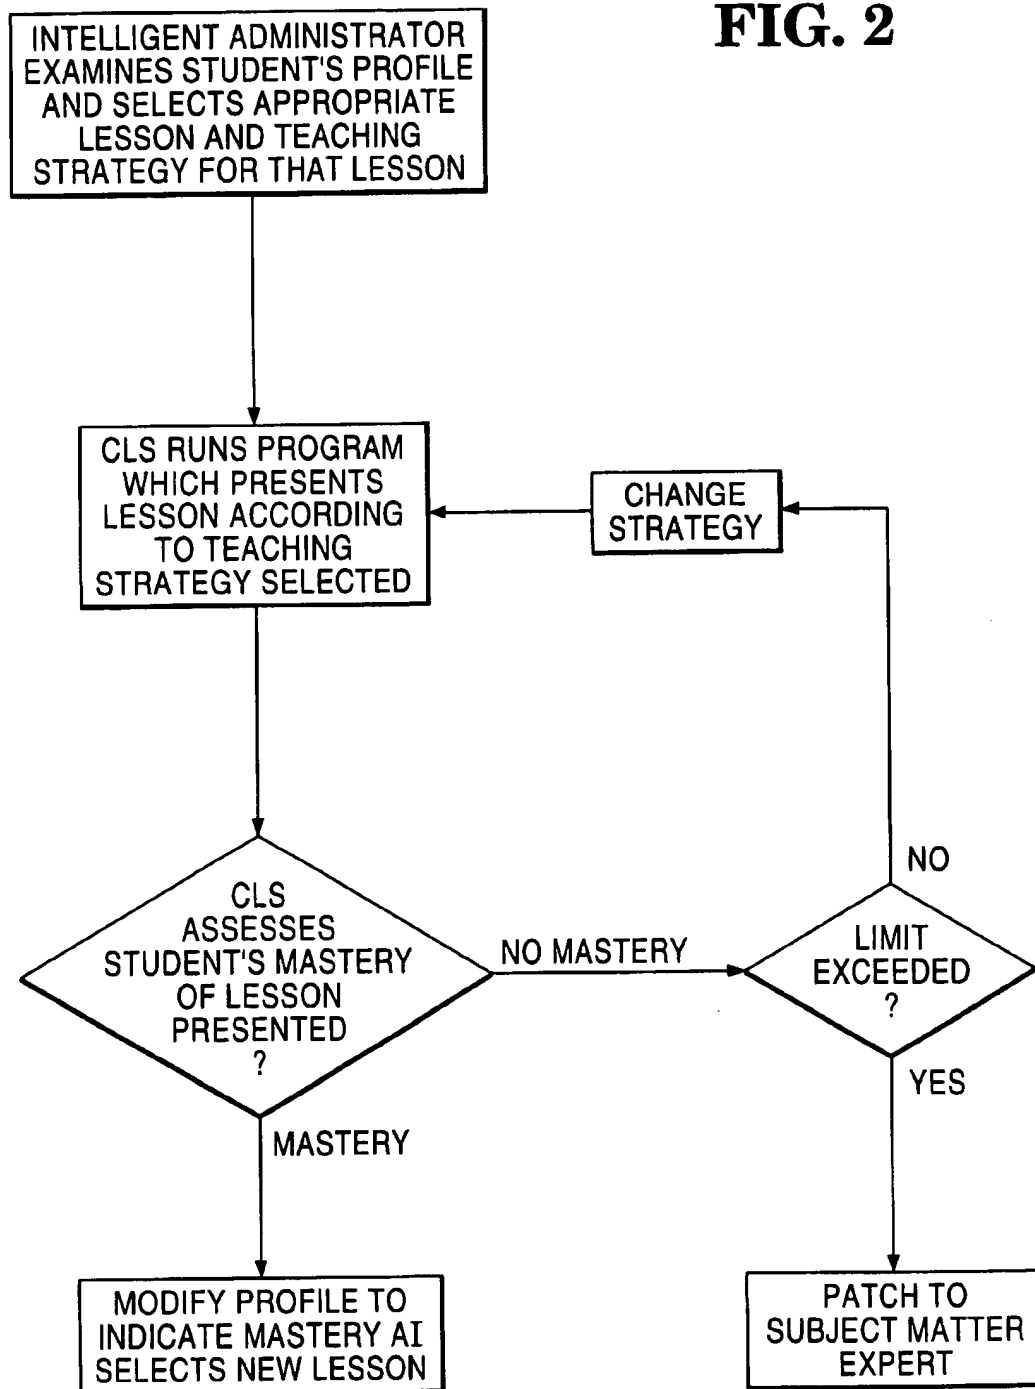 FIG. 2
INTELLIGENT ADMINISTRATOR
EXAMINES STUDENT'S PROFILE
AND SELECTS APPROPRIATE
LESSON AND TEACHING
STRATEGY FOR THAT LESSON
CLS RUNS PROGRAM
WHICH PRESENTS
LESSON ACCORDING
TO TEACHING
STRATEGY SELECTED
CHANGE
STRATEGY
CLS
ASSESSES
STUDENT'S MASTERY
OF LESSON
PRESENTED
?
NO MASTERY
LIMIT
EXCEEDED
?
NO
YES
MASTERY
MODIFY PROFILE TO
INDICATE MASTERY AI
SELECTS NEW LESSON
PATCH TO
SUBJECT MATTER
EXPERT